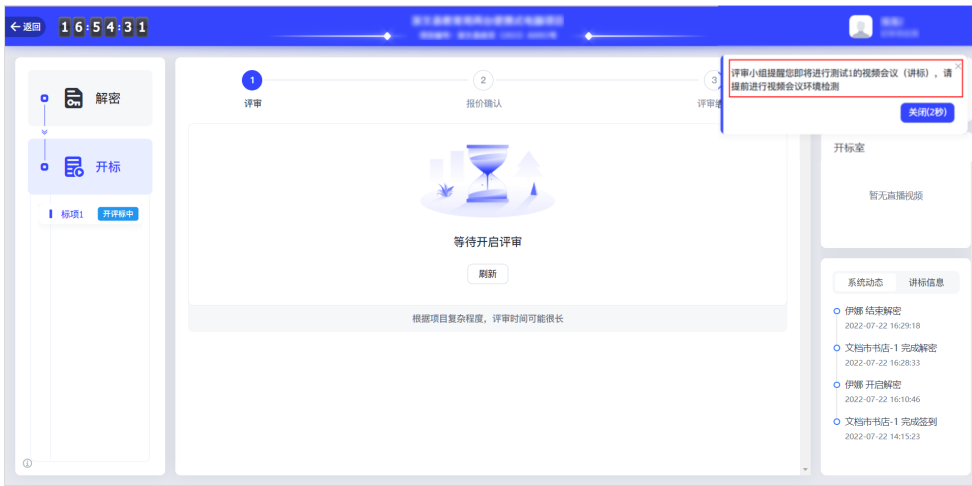 返回
16:54:31
解密
开标
标项1
开评标中
1
评审
2
报价确认
3
等待开启评审
刷新
根据项目复杂程度，评审时间可能很长
评审小组提醒您即将进行测试1的视频会议（讲标），请
提前进行视频会议环境检测
关闭(2秒)
开标室
暂无直播视频
系统动态
讲标信息
伊娜 结束解密
2022-07-22 16:29:18
文档市书店-1 完成解密
2022-07-22 16:28:33
伊娜 开启解密
2022-07-22 16:10:46
文档市书店-1 完成签到
2022-07-22 14:15:23